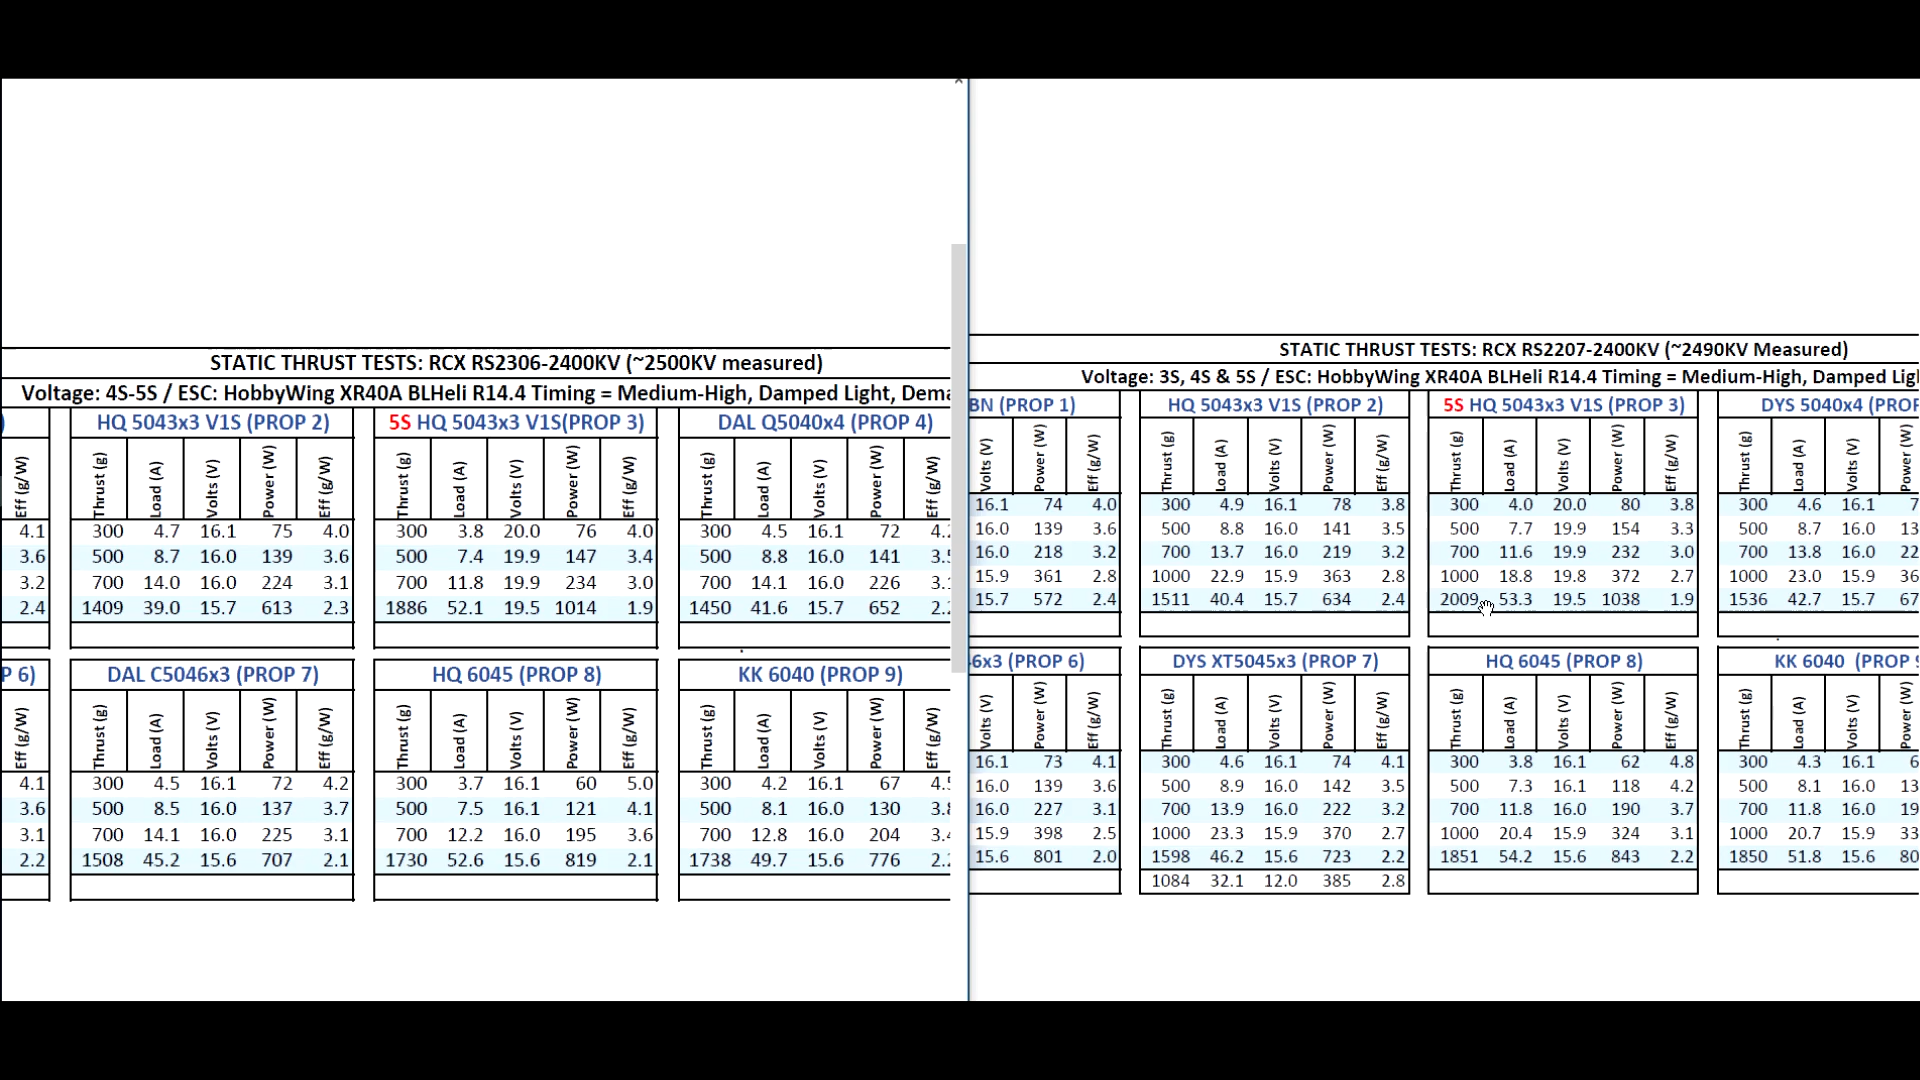 STATIC THRUST TESTS: RCX RS2306-2400KV (~2500KV measured)
Voltage: 4S-5S / ESC: HobbyWing XR40A BLHeli R14.4 Timing = Medium-High, Damped Light, Dema
) HQ 5043x3 V1S (PROP 2) 5S HQ 5043x3 V1S(PROP 3) DAL Q5040x4 (PROP 4)
Eff (g/W) Thrust (g) Load (A) Volts (V) Power (W) Eff (g/W) Thrust (g) Load (A) Volts (V) Power (W) Eff (g/W) Thrust (g) Load (A) Volts (V) Power (W) Eff (g/W)
4.1 300 4.7 16.1 75 4.0 300 3.8 20.0 76 4.0 300 4.5 16.1 72 4.
3.6 500 8.7 16.0 139 3.6 500 7.4 19.9 147 3.4 500 8.8 16.0 141 3.
3.2 700 14.0 16.0 224 3.1 700 11.8 19.9 234 3.0 700 14.1 16.0 226 3.
2.4 1409 39.0 15.7 613 2.3 1886 52.1 19.5 1014 1.9 1450 41.6 15.7 652 2.
P 6) DAL C5046x3 (PROP 7) HQ 6045 (PROP 8) KK 6040 (PROP 9)
Eff (g/W) Thrust (g) Load (A) Volts (V) Power (W) Eff (g/W) Thrust (g) Load (A) Volts (V) Power (W) Eff (g/W) Thrust (g) Load (A) Volts (V) Power (W) Eff (g/W)
4.1 300 4.5 16.1 72 4.2 300 3.7 16.1 60 5.0 300 4.2 16.1 67 4.
3.6 500 8.5 16.0 137 3.7 500 7.5 16.1 121 4.1 500 8.1 16.0 130 3.
3.1 700 14.1 16.0 225 3.1 700 12.2 16.0 195 3.6 700 12.8 16.0 204 3.
2.2 1508 45.2 15.6 707 2.1 1730 52.6 15.6 819 2.1 1738 49.7 15.6 776 2.
STATIC THRUST TESTS: RCX RS2207-2400KV (~2490KV Measured)
Voltage: 3S, 4S & 5S / ESC: HobbyWing XR40A BLHeli R14.4 Timing = Medium-High, Damped Lig
BN (PROP 1) HQ 5043x3 V1S (PROP 2) 5S HQ 5043x3 V1S (PROP 3) DYS 5040x4 (PROP
Volts (V) Power (W) Eff (g/W) Thrust (g) Load (A) Volts (V) Power (W) Eff (g/W) Thrust (g) Load (A) Volts (V) Power (W) Eff (g/W) Thrust (g) Load (A) Volts (V) Power (W)
16.1 74 4.0 300 4.9 16.1 78 3.8 300 4.0 20.0 80 3.8 300 4.6 16.1 7
16.0 139 3.6 500 8.8 16.0 141 3.5 500 7.7 19.9 154 3.3 500 8.7 16.0 13
16.0 218 3.2 700 13.7 16.0 219 3.2 700 11.6 19.9 232 3.0 700 13.8 16.0 22
15.9 361 2.8 1000 22.9 15.9 363 2.8 1000 18.8 19.8 372 2.7 1000 23.0 15.9 36
15.7 572 2.4 1511 40.4 15.7 634 2.4 2009 53.3 19.5 1038 1.9 1536 42.7 15.7 67
46x3 (PROP 6) DYS XT5045x3 (PROP 7) HQ 6045 (PROP 8) KK 6040 (PROP 9
Volts (V) Power (W) Eff (g/W) Thrust (g) Load (A) Volts (V) Power (W) Eff (g/W) Thrust (g) Load (A) Volts (V) Power (W) Eff (g/W) Thrust (g) Load (A) Volts (V) Power (W)
16.1 73 4.1 300 4.6 16.1 74 4.1 300 3.8 16.1 62 4.8 300 4.3 16.1 6
16.0 139 3.6 500 8.9 16.0 142 3.5 500 7.3 16.1 118 4.2 500 8.1 16.0 13
16.0 227 3.1 700 13.9 16.0 222 3.2 700 11.8 16.0 190 3.7 700 11.8 16.0 19
15.9 398 2.5 1000 23.3 15.9 370 2.7 1000 20.4 15.9 324 3.1 1000 20.7 15.9 33
15.6 801 2.0 1598 46.2 15.6 723 2.2 1851 54.2 15.6 843 2.2 1850 51.8 15.6 80
1084 32.1 12.0 385 2.8